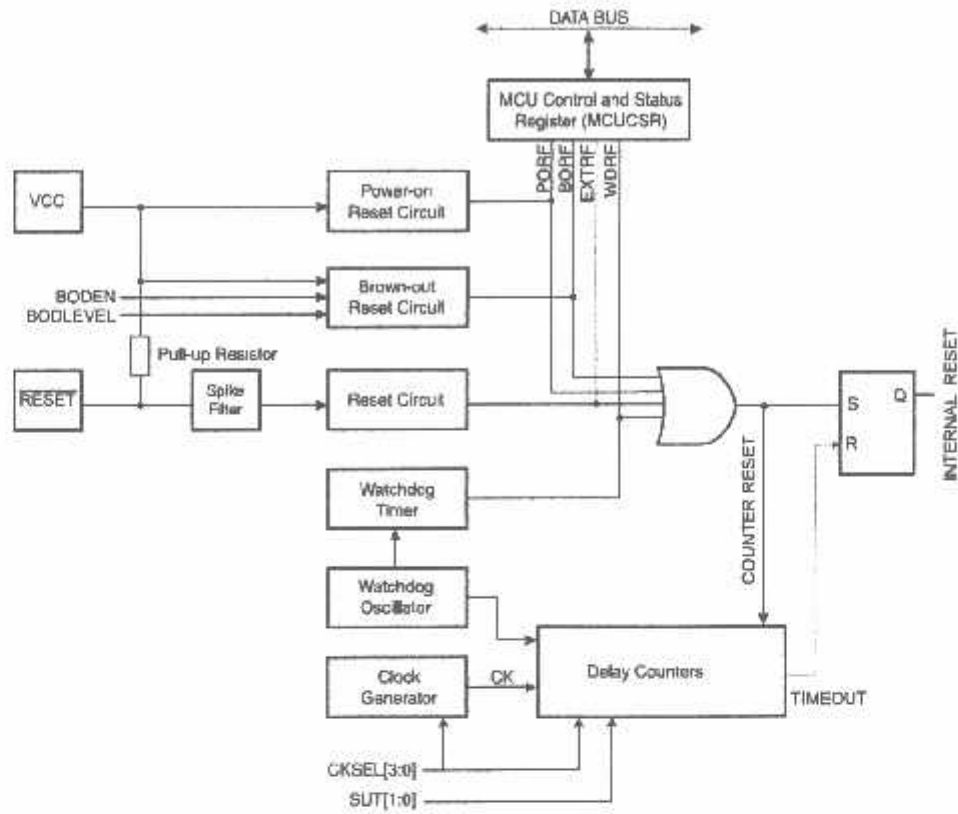 DATA BUS
MCU Control and Status
Register (MCUCSR)
PORF
BORF
EXTRF
WDRF
VCC
Power-on
Reset Circuit
BODEN
BODLEVEL
Brown-out
Reset Circuit
Pull-up Resistor
RESET
Spike
Filter
Reset Circuit
S
Q
R
INTERNAL RESET
Watchdog
Timer
COUNTER RESET
Watchdog
Oscillator
Clock
Generator
CK
Delay Counters
TIMEOUT
CKSEL[3:0]
SUT[1:0]